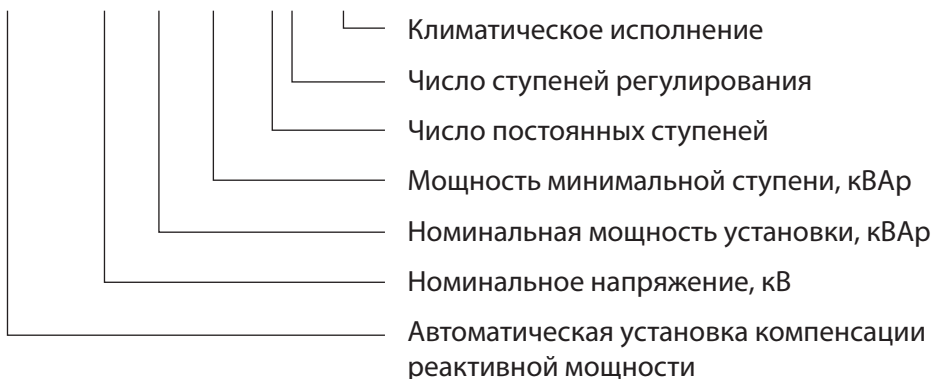 Климатическое исполнение
Число ступеней регулирования
Число постоянных ступеней
Мощность минимальной ступени, кВАр
Номинальная мощность установки, кВАр
Номинальное напряжение, кВ
Автоматическая установка компенсации
реактивной мощности